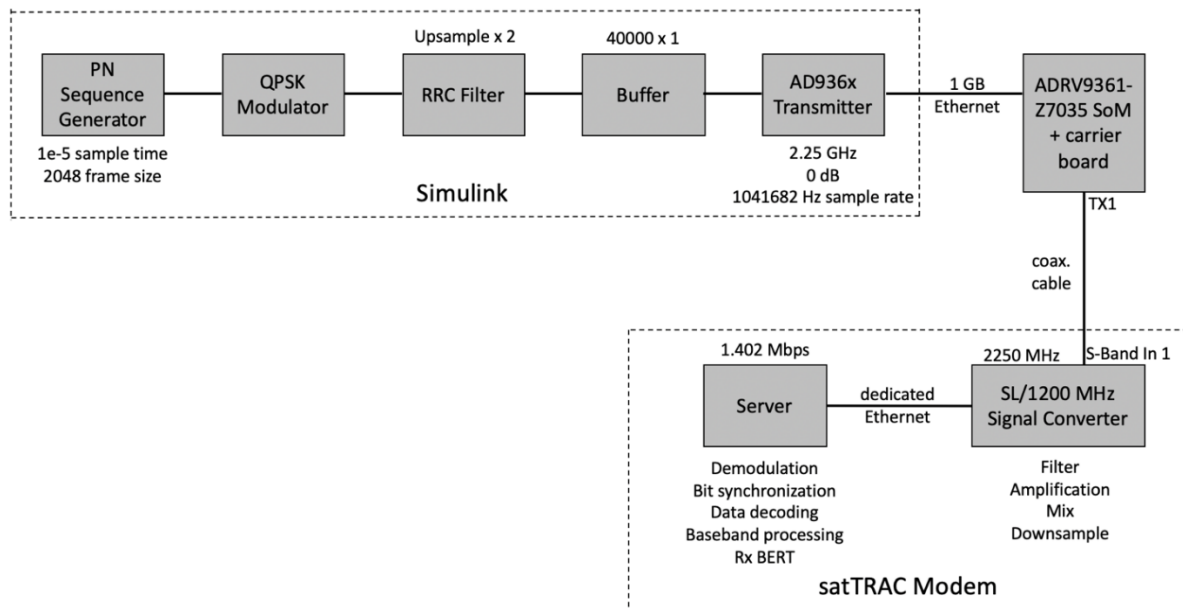 Upsample x 2
40000 x 1
PN
Sequence
Generator
QPSK
Modulator
RRC Filter
Buffer
AD936x
Transmitter
1 GB
Ethernet
ADRV9361-
Z7035 SoM
+ carrier
board
1e-5 sample time
2048 frame size
2.25 GHz
0 dB
1041682 Hz sample rate
Simulink
TX1
coax.
cable
1.402 Mbps
2250 MHz
S-Band In 1
Server
dedicated
Ethernet
SL/1200 MHz
Signal Converter
Demodulation
Bit synchronization
Data decoding
Baseband processing
Rx BERT
Filter
Amplification
Mix
Downsample
satTRAC Modem